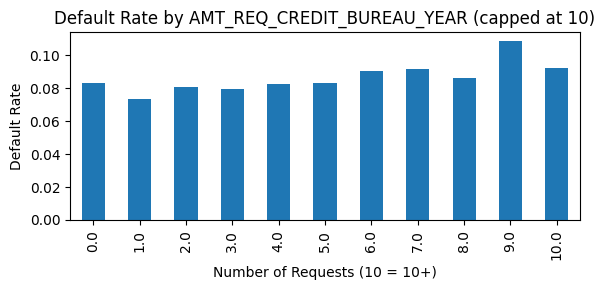 Default Rate by AMT_REQ_CREDIT_BUREAU_YEAR (capped at 10)
Default Rate
0.10
0.08
0.06
0.04
0.02
0.00
0.0 1.0 2.0 3.0 4.0 5.0 6.0 7.0 8.0 9.0 10.0
Number of Requests (10 = 10+)